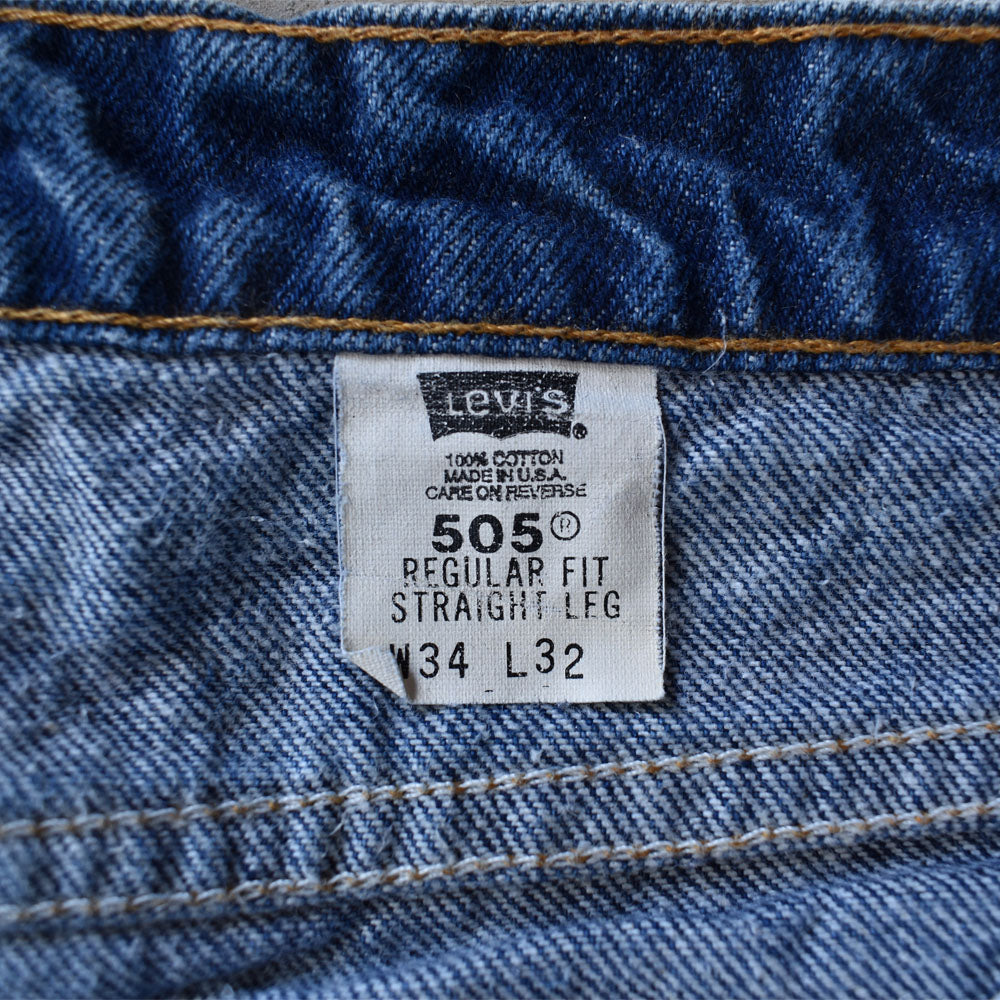 Levi's®
100% COTTON
MADE IN U.S.A.
CARE ON REVERSE
505®
REGULAR FIT
STRAIGHT LEG
W34 L32